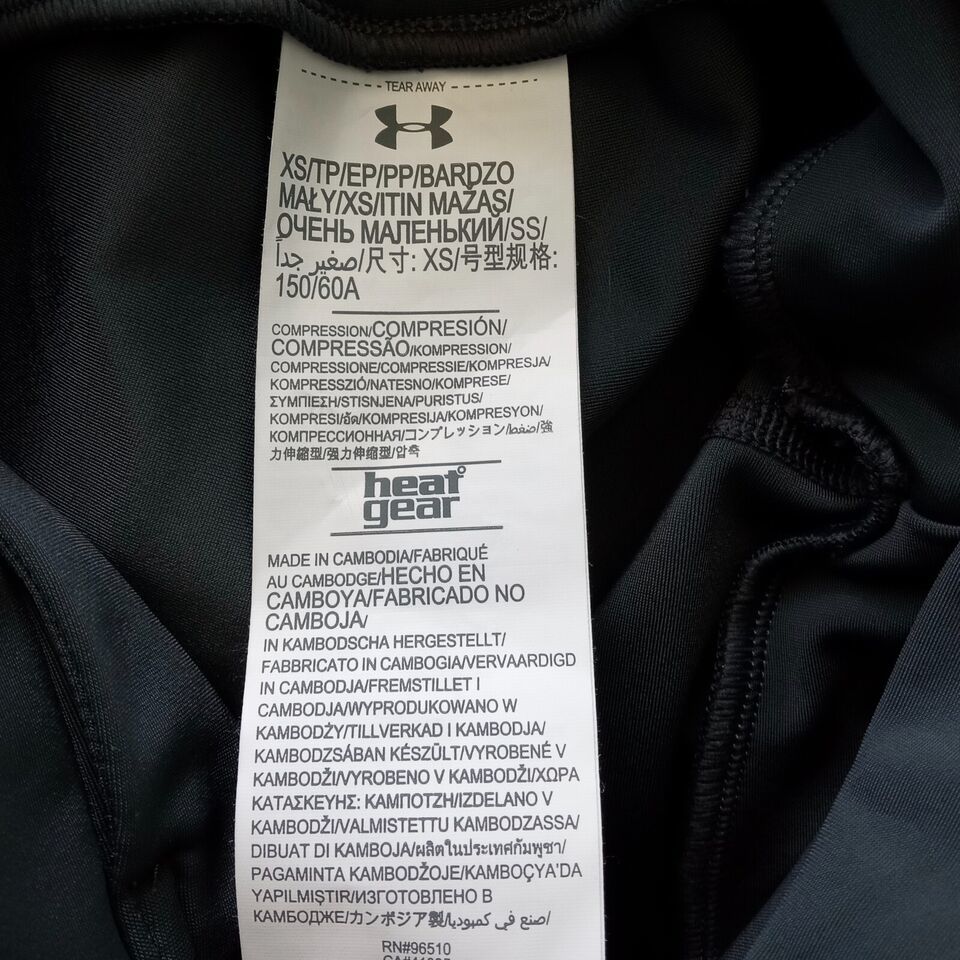 TEAR AWAY
XS/TP/EP/PP/BARDZO
MAŁY/XS/ITIN MAŽAS/
ОЧЕНЬ МАЛЕНЬКИЙ/SS/
صغير جداً/尺寸: XS/号型规格:
150/60A
COMPRESSION/COMPRESIÓN/
COMPRESSÃO/KOMPRESSION/
COMPRESSIONE/COMPRESSIE/KOMPRESJA/
KOMPRESSZIÓ/NATESNO/KOMPRESE/
ΣΥΜΠΙΕΣΗ/STISNJENA/PURISTUS/
KOMPRESI/อัด/KOMPRESIJA/KOMPRESYON/
КОМПРЕССИОННАЯ/コンプレッション/ضغط/強
力伸縮型/强力伸缩型/압축
heat
gear
MADE IN CAMBODIA/FABRIQUÉ
AU CAMBODGE/HECHO EN
CAMBOYA/FABRICADO NO
CAMBOJA/
IN KAMBODSCHA HERGESTELLT/
FABBRICATO IN CAMBOGIA/VERVAARDIGD
IN CAMBODJA/FREMSTILLET I
CAMBODJA/WYPRODUKOWANO W
KAMBODŻY/TILLVERKAD I KAMBODJA/
KAMBODZSÁBAN KÉSZÜLT/VYROBENÉ V
KAMBODŽI/VYROBENO V KAMBODŽI/ΧΩΡΑ
ΚΑΤΑΣΚΕΥΗΣ: ΚΑΜΠΟΤΖΗ/IZDELANO V
KAMBODŽI/VALMISTETTU KAMBODZASSA/
DIBUAT DI KAMBOJA/ผลิตในประเทศกัมพูชา/
PAGAMINTA KAMBODŽOJE/KAMBOÇYA'DA
YAPILMIŞTIR/ИЗГОТОВЛЕНО В
КАМБОДЖЕ/カンボジア製/صنع في كمبوديا/
RN#96510